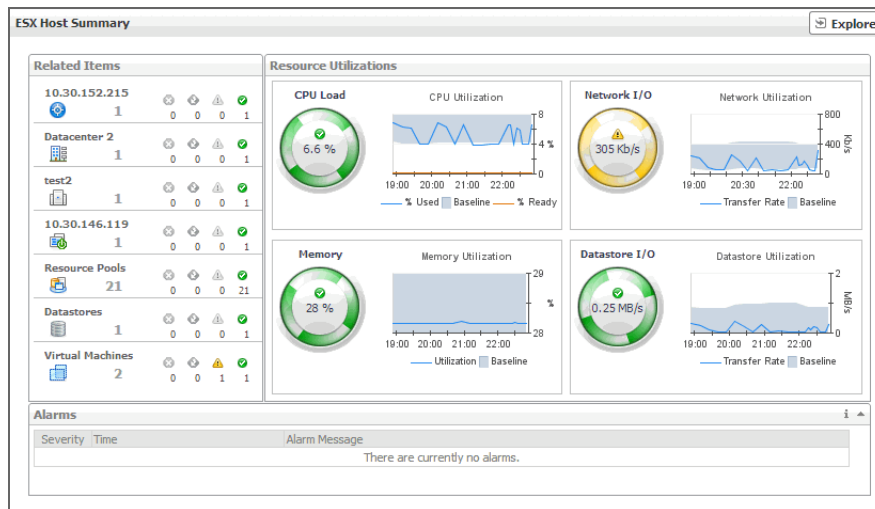 ESX Host Summary
Explore
Related Items
10.30.152.215
1
0 0 0 1
Datacenter 2
1
0 0 0 1
test2
1
0 0 0 1
10.30.146.119
1
0 0 0 1
Resource Pools
21
0 0 0 21
Datastores
1
0 0 0 1
Virtual Machines
2
0 0 1 1
Resource Utilizations
CPU Load
6.6 %
CPU Utilization
8
4 %
0
19:00 20:00 21:00 22:00
% Used Baseline % Ready
Network I/O
305 Kb/s
Network Utilization
800
400 Kb/s
0
19:00 20:30 22:00
Transfer Rate Baseline
Memory
28 %
Memory Utilization
29
%
28
19:00 20:00 21:00 22:00
Utilization Baseline
Datastore I/O
0.25 MB/s
Datastore Utilization
2
1 MB/s
0
19:00 20:00 21:00 22:00
Transfer Rate Baseline
Alarms
i
Severity Time Alarm Message
There are currently no alarms.